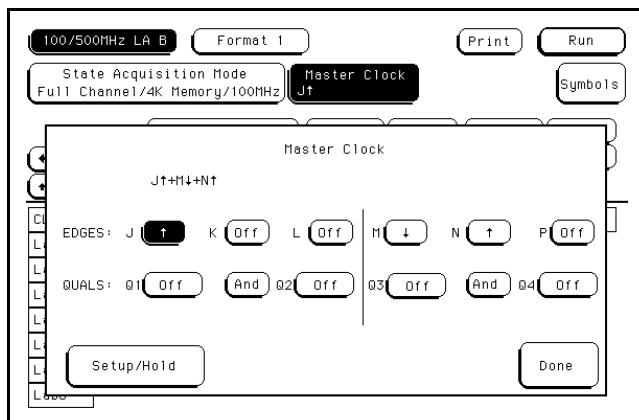 100/500MHz LA B Format 1 Print Run
State Acquisition Mode
Full Channel/4K Memory/100MHz
Master Clock
J↑
Symbols
Master Clock
J↑+M↓+N↑
EDGES: J ↑ K Off L Off M ↓ N ↑ P Off
QUALS: Q1 Off And Q2 Off Q3 Off And Q4 Off
Setup/Hold Done